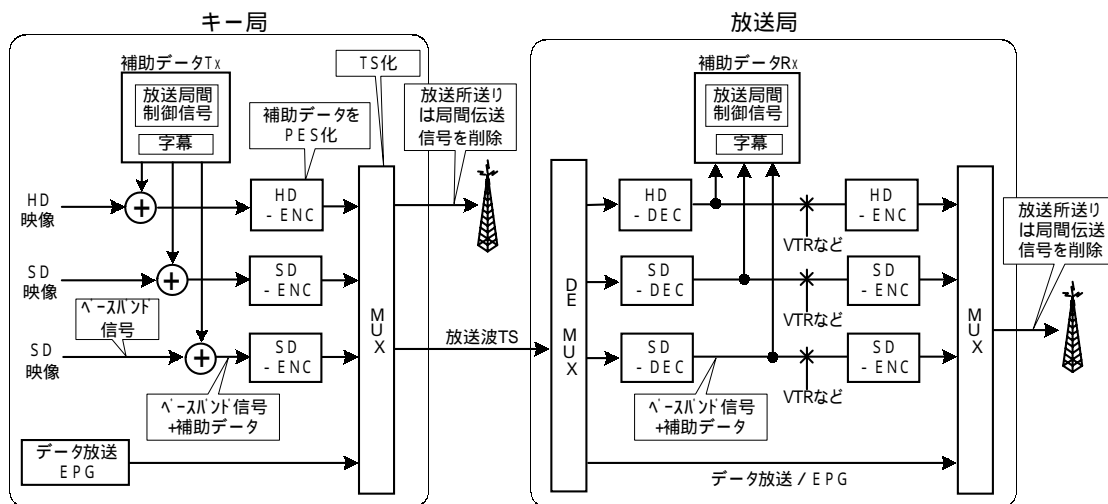 キー局
補助データTx
放送局間
制御信号
字幕
HD
映像
SD
映像
ベースバンド
信号
SD
映像
補助データを
PES化
TS化
HD
-ENC
SD
-ENC
SD
-ENC
ベースバンド信号
+補助データ
データ放送
EPG
MUX
放送所送り
は局間伝送
信号を削除
放送波TS
放送局
補助データRx
放送局間
制御信号
字幕
DE MUX
HD
-DEC
SD
-DEC
SD
-DEC
ベースバンド信号
+補助データ
VTRなど
VTRなど
VTRなど
HD
-ENC
SD
-ENC
SD
-ENC
データ放送/EPG
MUX
放送所送り
は局間伝送
信号を削除